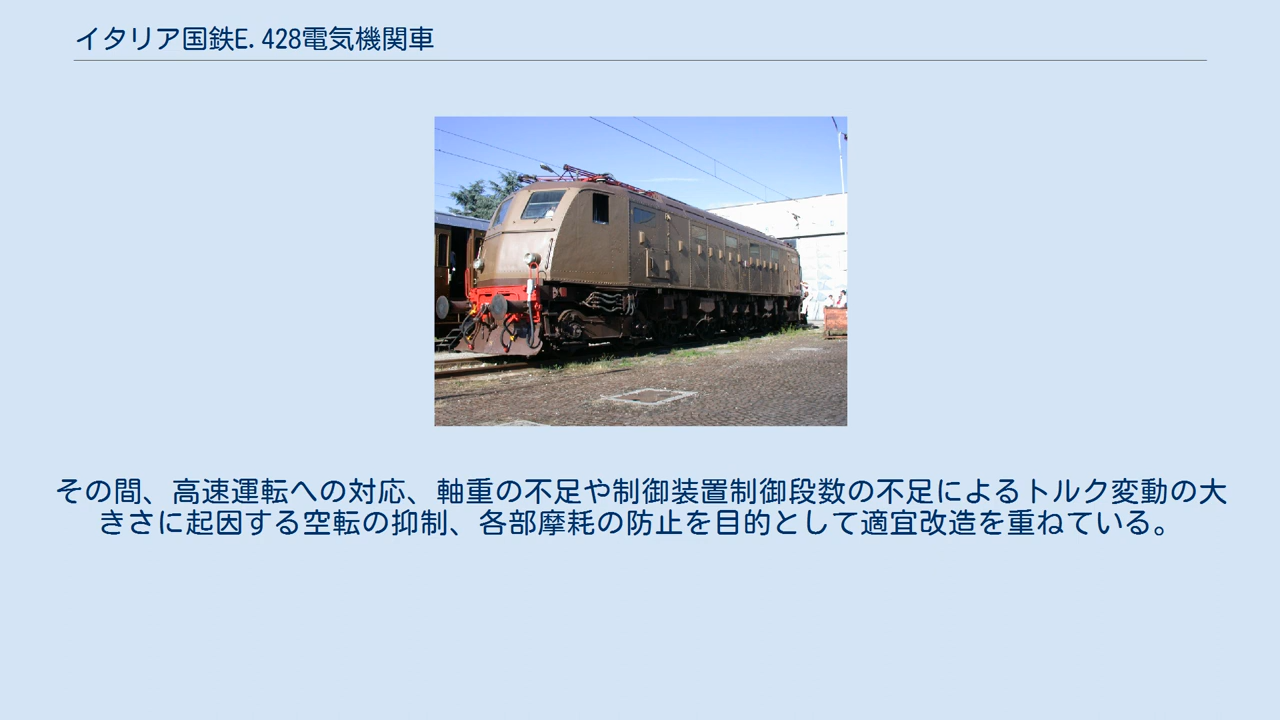 イタリア国鉄E.428電気機関車
その間、高速運転への対応、軸重の不足や制御装置制御段数の不足によるトルク変動の大
きさに起因する空転の抑制、各部摩耗の防止を目的として適宜改造を重ねている。